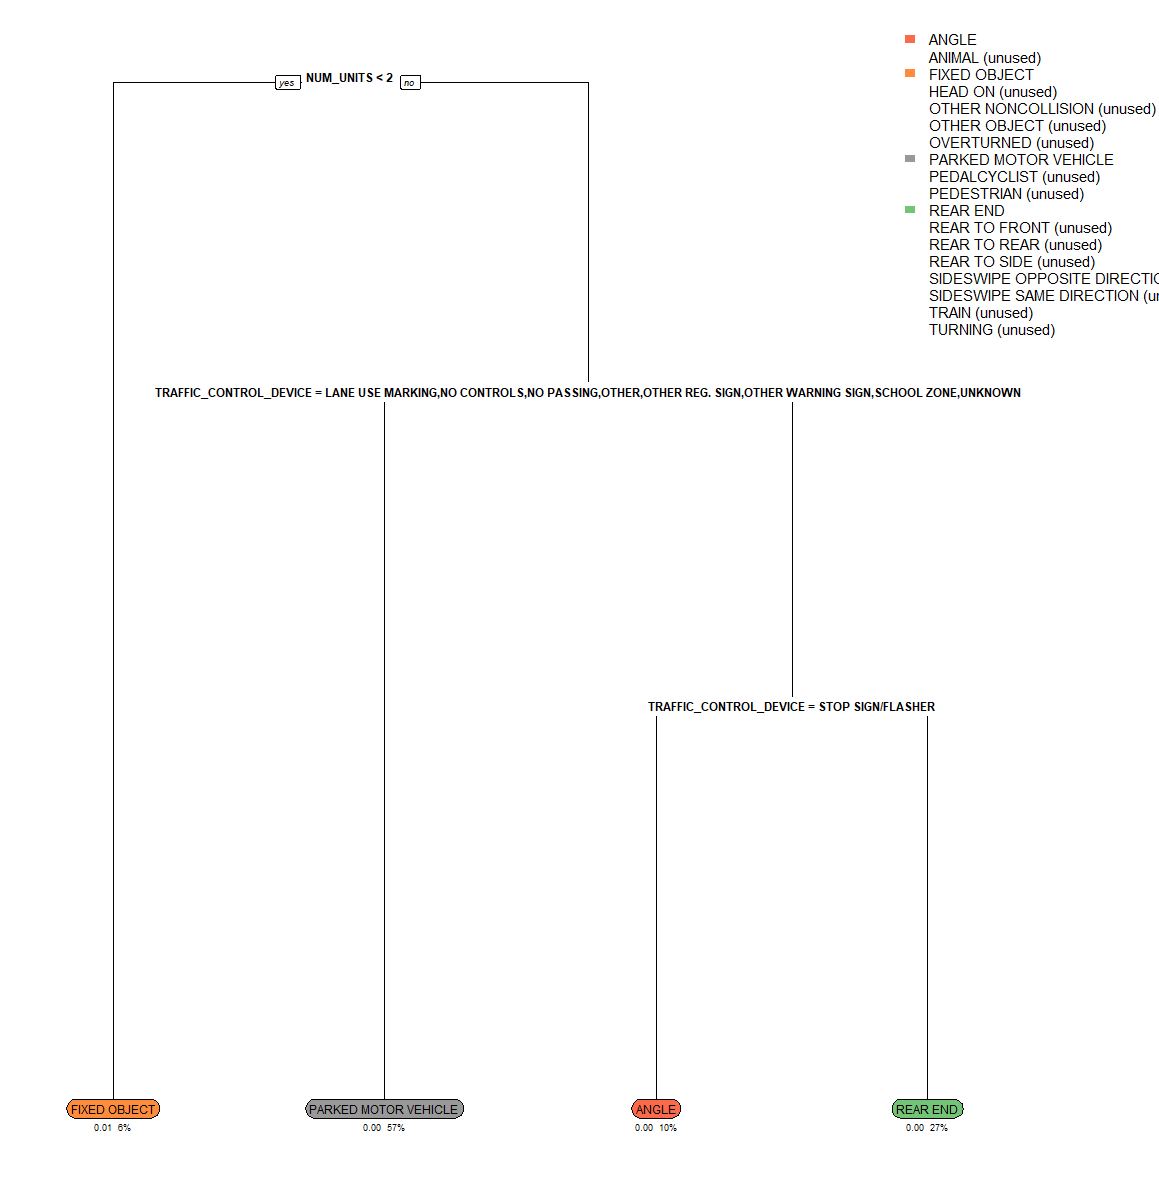 ANGLE
ANIMAL (unused)
FIXED OBJECT
HEAD ON (unused)
OTHER NONCOLLISION (unused)
OTHER OBJECT (unused)
OVERTURNED (unused)
PARKED MOTOR VEHICLE
PEDALCYCLIST (unused)
PEDESTRIAN (unused)
REAR END
REAR TO FRONT (unused)
REAR TO REAR (unused)
REAR TO SIDE (unused)
SIDESWIPE OPPOSITE
SIDESWIPE SAME DIRECTION
TRAIN (unused)
TURNING (unused)
yes NUM_UNITS < 2 no
TRAFFIC_CONTROL_DEVICE = LANE USE MARKING,NO CONTROLS,NO PASSING,OTHER,OTHER REG. SIGN,OTHER WARNING SIGN,SCHOOL ZONE,UNKNOWN
TRAFFIC_CONTROL_DEVICE = STOP SIGN/FLASHER
FIXED OBJECT PARKED MOTOR VEHICLE ANGLE REAR END
0.01 6% 0.00 57% 0.00 10% 0.00 27%